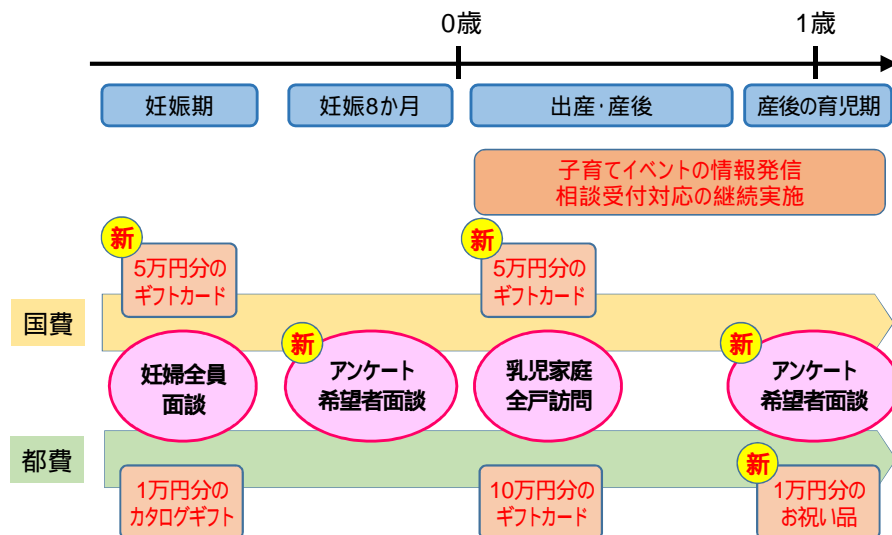 0歳
1歳
妊娠期
妊娠8か月
出産・産後
産後の育児期
子育てイベントの情報発信
相談受付対応の継続実施
新
5万円分の
ギフトカード
新
5万円分の
ギフトカード
国費
妊婦全員
面談
新
アンケート
希望者面談
乳児家庭
全戸訪問
新
アンケート
希望者面談
都費
1万円分の
カタログギフト
10万円分の
ギフトカード
新
1万円分の
お祝い品